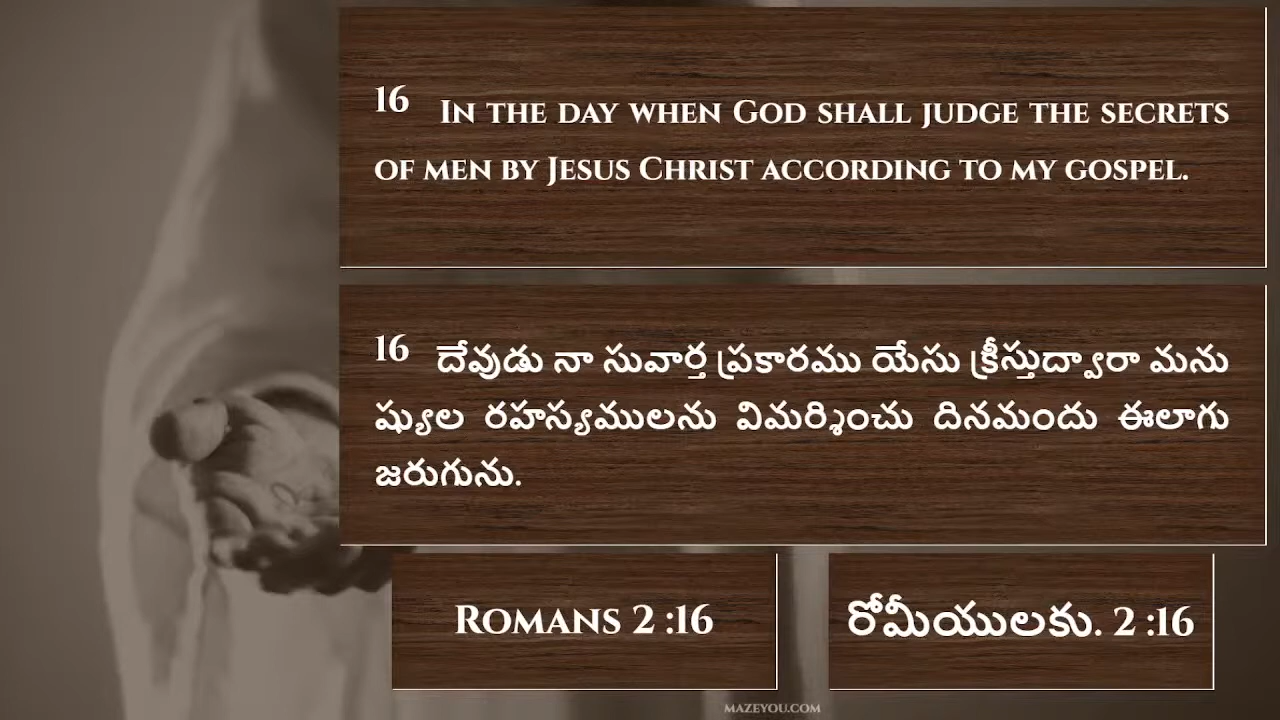 16 In the day when God shall judge the secrets
of men by Jesus Christ according to my gospel.
16 దేవుడు నా సువార్త ప్రకారము యేసు క్రీస్తుద్వారా మను
ష్యుల రహస్యములను విమర్శించు దినమందు ఈలాగు
జరుగును.
Romans 2 :16
రోమీయులకు. 2 :16
mazeyou.com